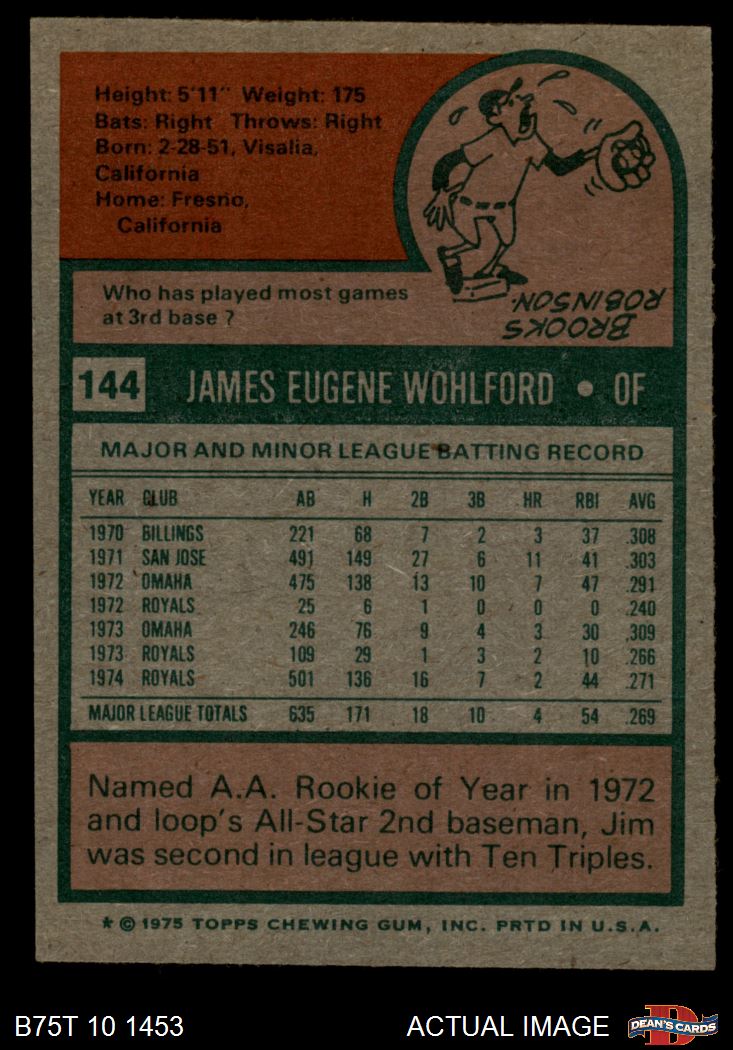 Height: 5'11" Weight: 175
Bats: Right Throws: Right
Born: 2-28-51, Visalia,
California
Home: Fresno,
California
Who has played most games
at 3rd base ?
BROOKS
ROBINSON.
144 JAMES EUGENE WOHLFORD • OF
MAJOR AND MINOR LEAGUE BATTING RECORD
YEAR CLUB AB H 2B 3B HR RBI AVG
1970 BILLINGS 221 68 7 2 3 37 .308
1971 SAN JOSE 491 149 27 6 11 41 .303
1972 OMAHA 475 138 13 10 7 47 .291
1972 ROYALS 25 6 1 0 0 0 .240
1973 OMAHA 246 76 9 4 3 30 .309
1973 ROYALS 109 29 1 3 2 10 .266
1974 ROYALS 501 136 16 7 2 44 .271
MAJOR LEAGUE TOTALS 635 171 18 10 4 54 .269
Named A.A. Rookie of Year in 1972
and loop's All-Star 2nd baseman, Jim
was second in league with Ten Triples.
* © 1975 TOPPS CHEWING GUM, INC. PRTD IN U.S.A.
B75T 10 1453 ACTUAL IMAGE D DEAN'S CARDS